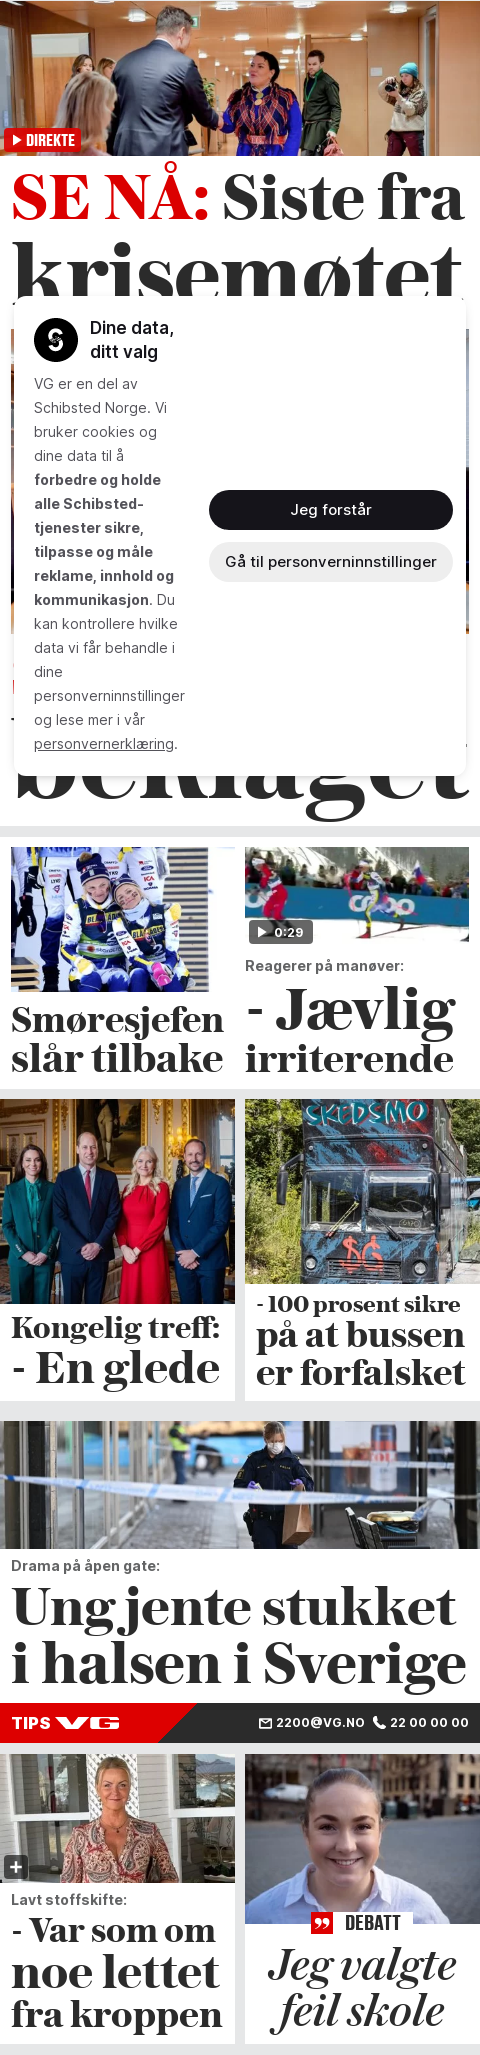 DIREKTE
SE NÅ: Siste fra
krisemøtet
Dine data,
ditt valg
VG er en del av
Schibsted Norge. Vi
bruker cookies og
dine data til å
forbedre og holde
alle Schibsted-
tjenester sikre,
tilpasse og måle
reklame, innhold og
kommunikasjon. Du
kan kontrollere hvilke
data vi får behandle i
dine
personverninnstillinger
og lese mer i vår
personvernerklæring.
Jeg forstår
Gå til personverninnstillinger
beklaget
0:29
Smøresjefen
slår tilbake
Reagerer på manøver:
- Jævlig
irriterende
SKEDSMO
Kongelig treff:
- En glede
- 100 prosent sikre
på at bussen
er forfalsket
Drama på åpen gate:
Ung jente stukket
i halsen i Sverige
TIPS VG
2200@VG.NO 22 00 00 00
Lavt stoffskifte:
- Var som om
noe lettet
fra kroppen
DEBATT
Jeg valgte
feil skole